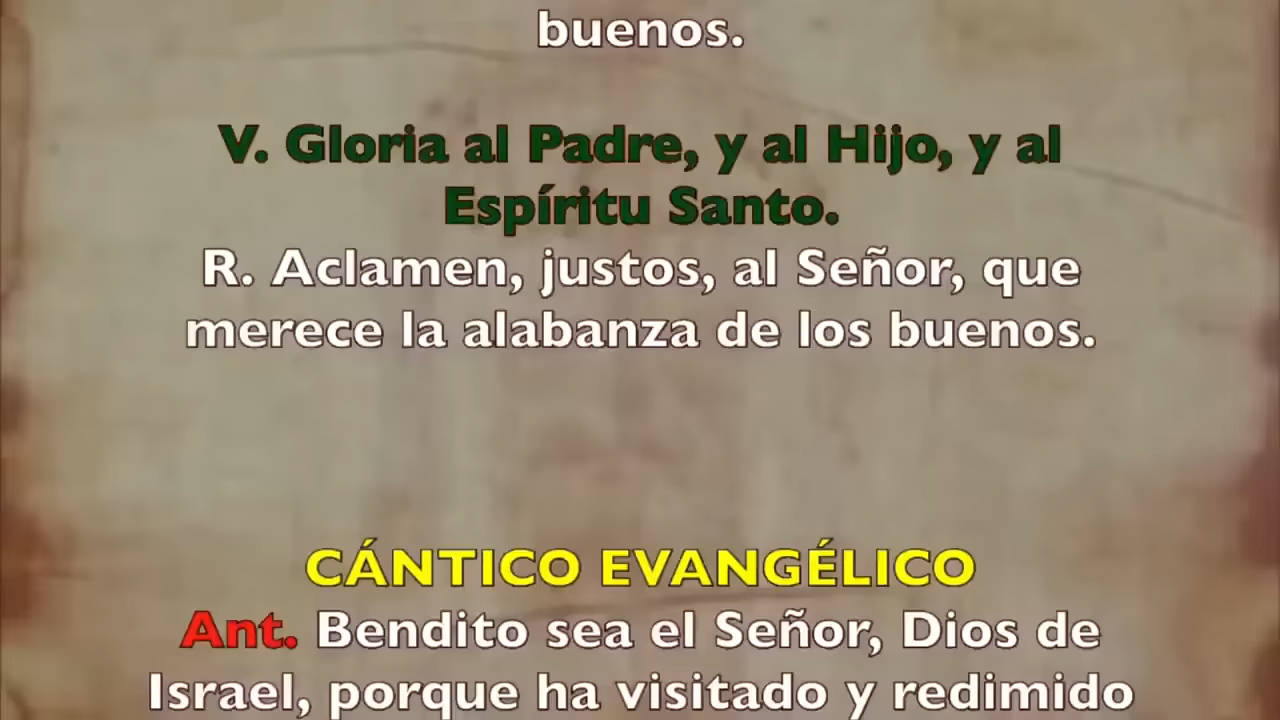 buenos.
V. Gloria al Padre, y al Hijo, y al
Espíritu Santo.
R. Aclamen, justos, al Señor, que
merece la alabanza de los buenos.
CÁNTICO EVANGÉLICO
Ant. Bendito sea el Señor, Dios de
Israel, porque ha visitado y redimido